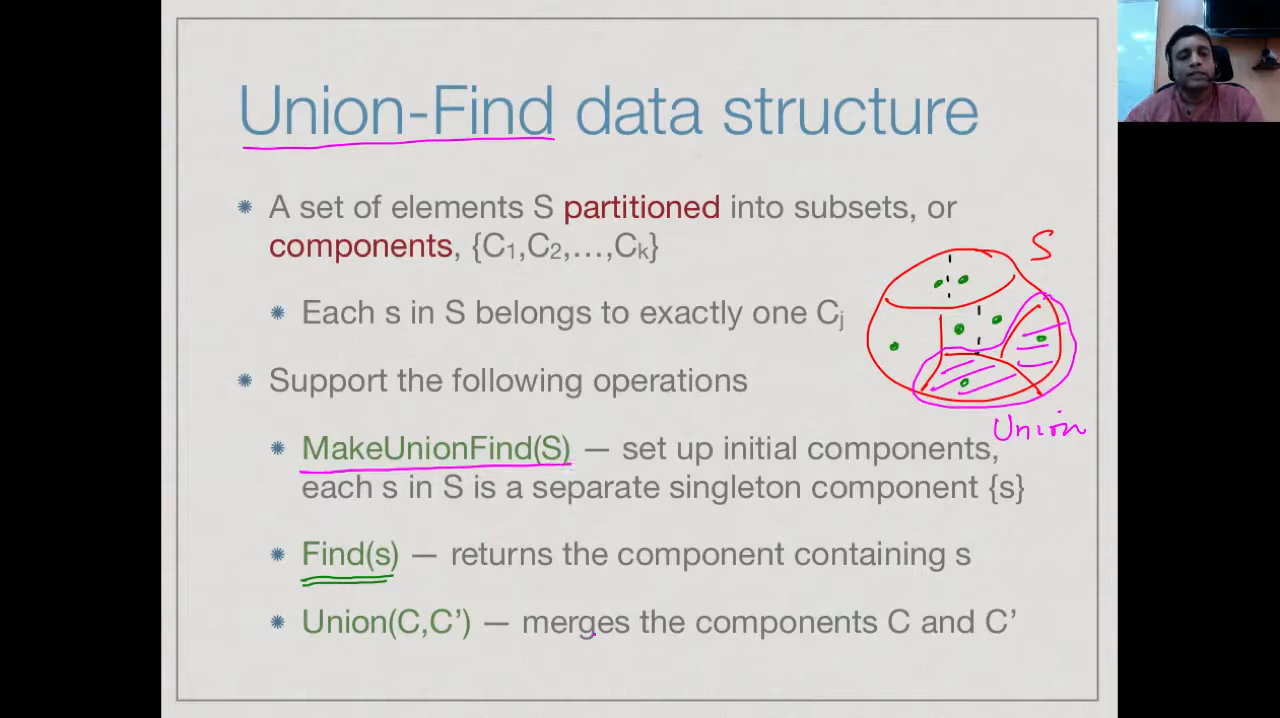 Union-Find data structure
A set of elements S partitioned into subsets, or
components, {C1,C2,...,Ck}
Each s in S belongs to exactly one Cj
Support the following operations
MakeUnionFind(S) — set up initial components,
each s in S is a separate singleton component {s}
Find(s) — returns the component containing s
Union(C,C’) — merges the components C and C’
S
Union